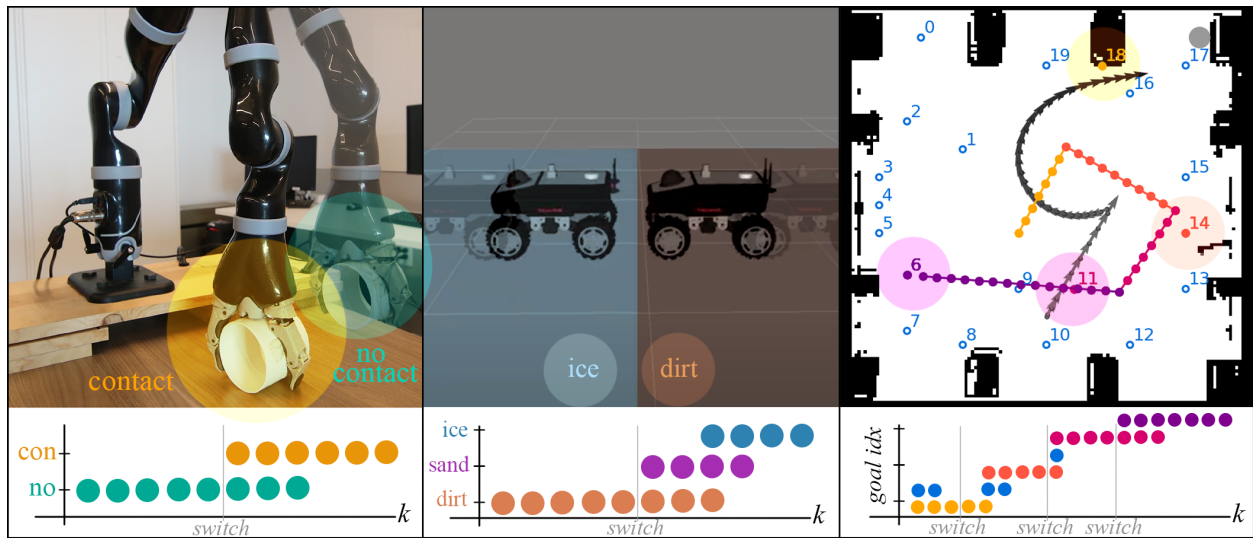 contact
no
contact
con
no
switch
k
ice
dirt
ice
sand
dirt
switch
k
0
19
18
17
16
2
1
3
15
4
5
14
6
9
11
13
7
8
10
12
goal idx
switch
switch
switch
k